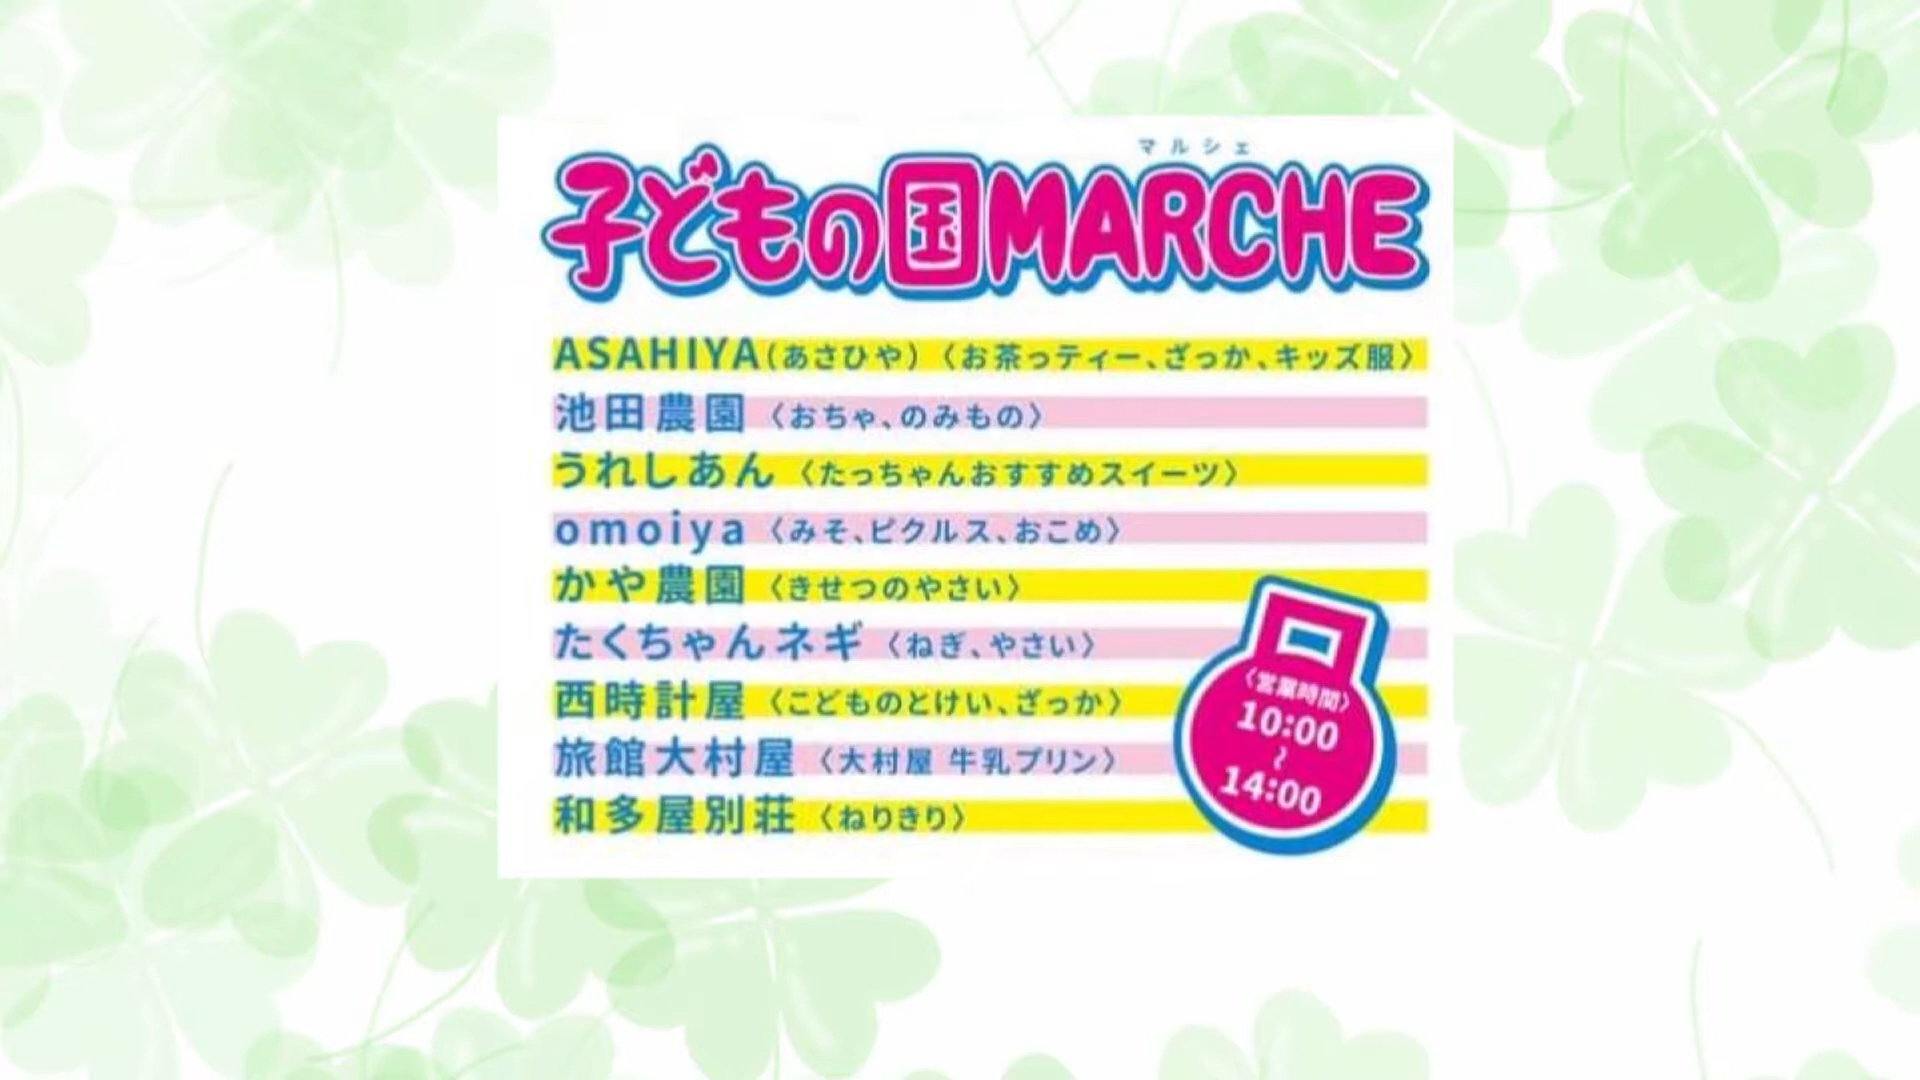 マルシェ
子どもの国MARCHE
ASAHIYA(あさひや)〈お茶っティー、ざっか、キッズ服〉
池田農園〈おちゃ、のみもの〉
うれしあん〈たっちゃんおすすめスイーツ〉
omoiya〈みそ、ピクルス、おこめ〉
かや農園〈きせつのやさい〉
たくちゃんネギ〈ねぎ、やさい〉
西時計屋〈こどものとけい、ざっか〉
旅館大村屋〈大村屋 牛乳プリン〉
和多屋別荘〈ねりきり〉
〈営業時間〉
10:00
〜
14:00